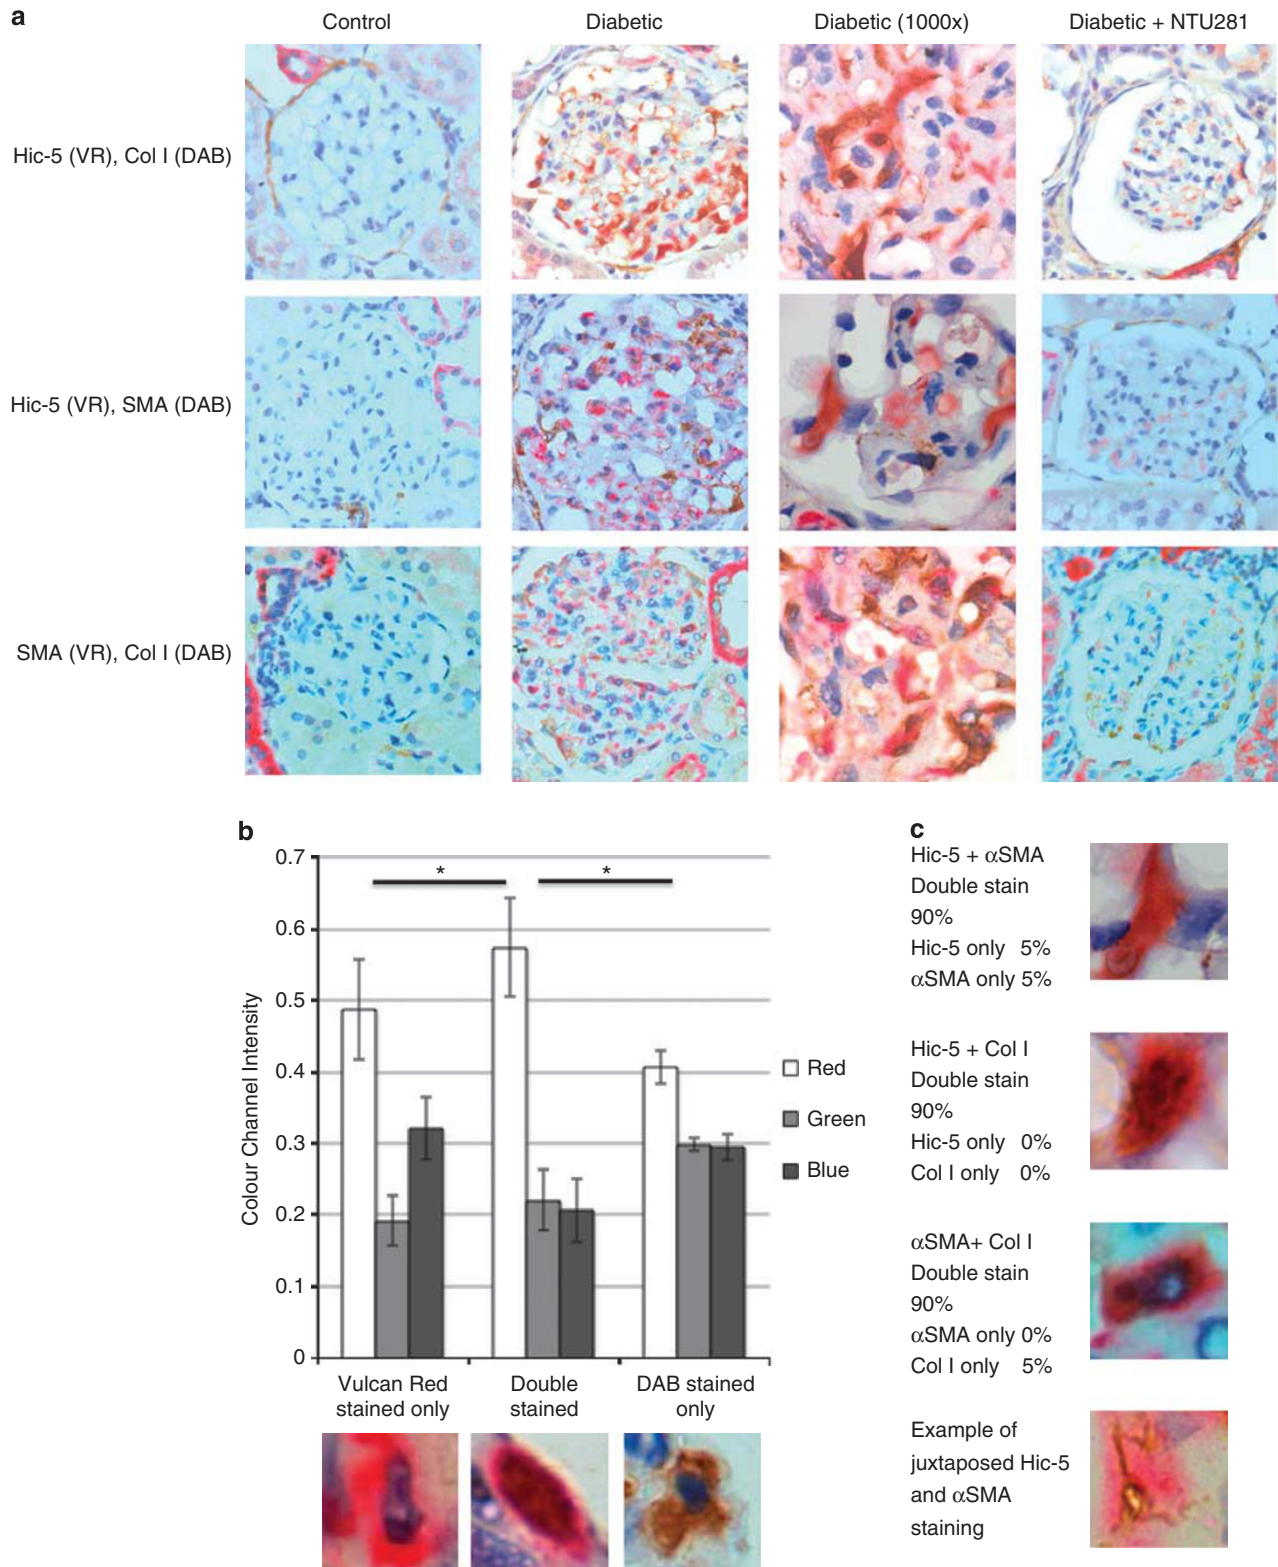 a
Control
Diabetic
Diabetic (1000x)
Diabetic + NTU281
Hic-5 (VR), Col I (DAB)
Hic-5 (VR), SMA (DAB)
SMA (VR), Col I (DAB)
b
0.7
0.6
0.5
0.4
0.3
0.2
0.1
0
Colour Channel Intensity
*
*
Red
Green
Blue
Vulcan Red
stained only
Double
stained
DAB stained
only
c
Hic-5 + αSMA
Double stain
90%
Hic-5 only 5%
αSMA only 5%
Hic-5 + Col I
Double stain
90%
Hic-5 only 0%
Col I only 0%
αSMA+ Col I
Double stain
90%
αSMA only 0%
Col I only 5%
Example of
juxtaposed Hic-5
and αSMA
staining